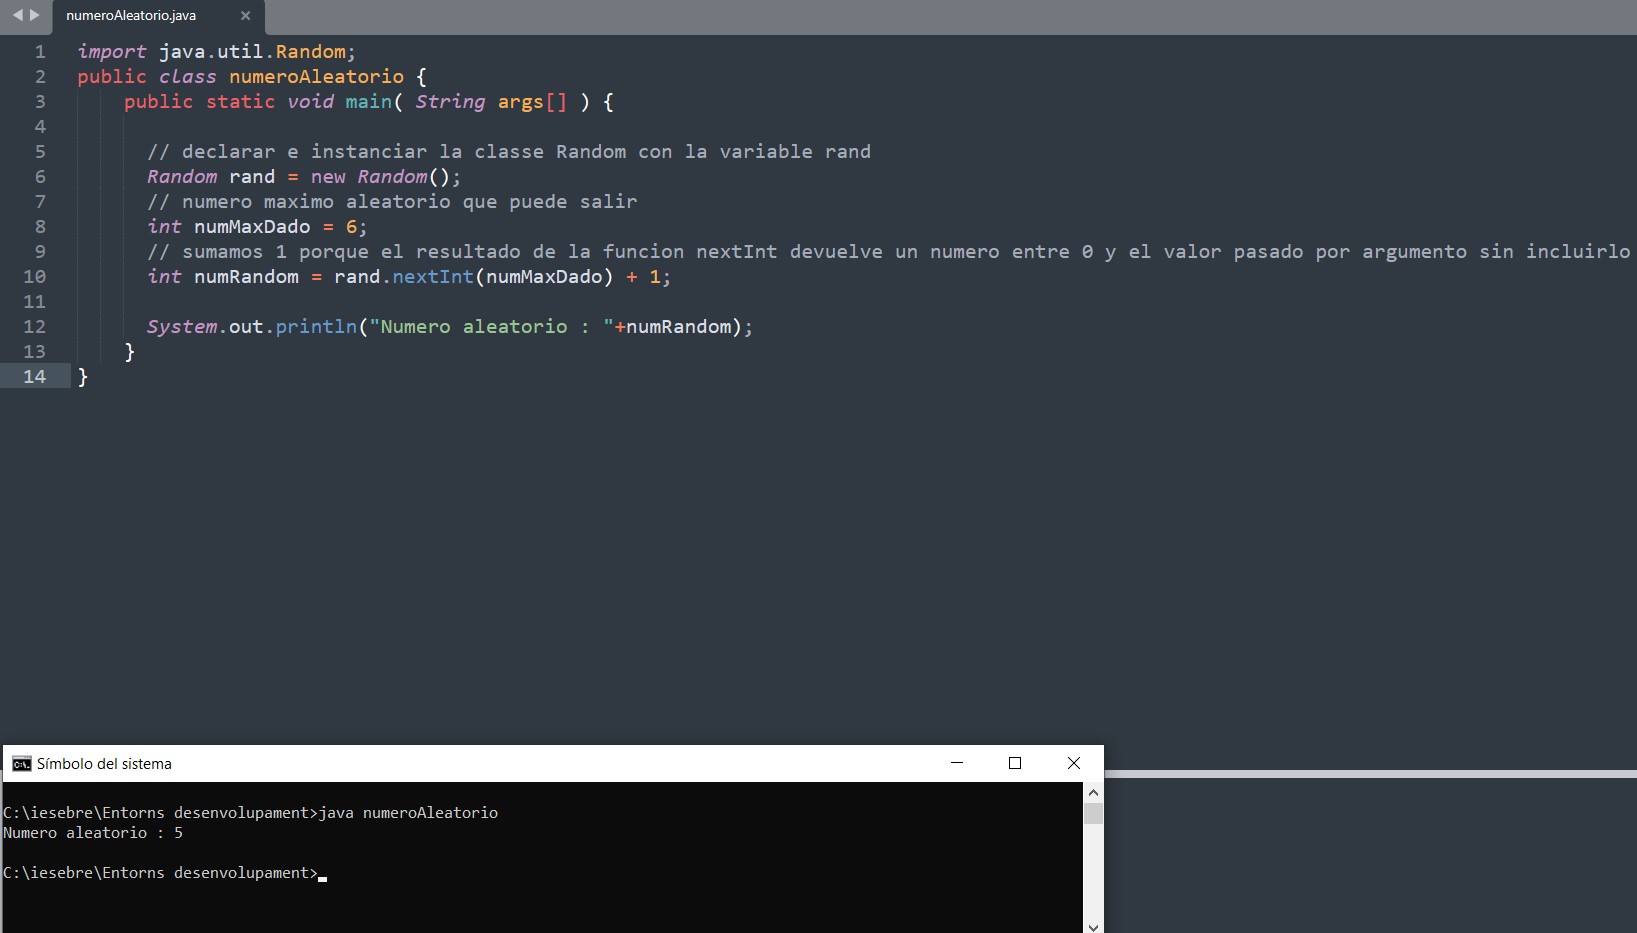 numeroAleatorio.java ×
1 import java.util.Random;
2 public class numeroAleatorio {
3 public static void main( String args[] ) {
4
5 // declarar e instanciar la classe Random con la variable rand
6 Random rand = new Random();
7 // numero maximo aleatorio que puede salir
8 int numMaxDado = 6;
9 // sumamos 1 porque el resultado de la funcion nextInt devuelve un numero entre 0 y el valor pasado por argumento sin incluirlo
10 int numRandom = rand.nextInt(numMaxDado) + 1;
11
12 System.out.println("Numero aleatorio : "+numRandom);
13 }
14 }
C:\. Símbolo del sistema
C:\iesebre\Entorns desenvolupament>java numeroAleatorio
Numero aleatorio : 5
C:\iesebre\Entorns desenvolupament>